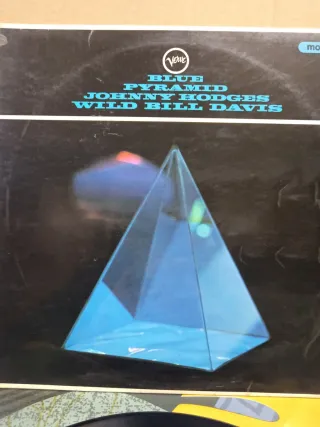 Verve
mo
BLUE
PYRAMID
JOHNNY HODGES
WILD BILL DAVIS